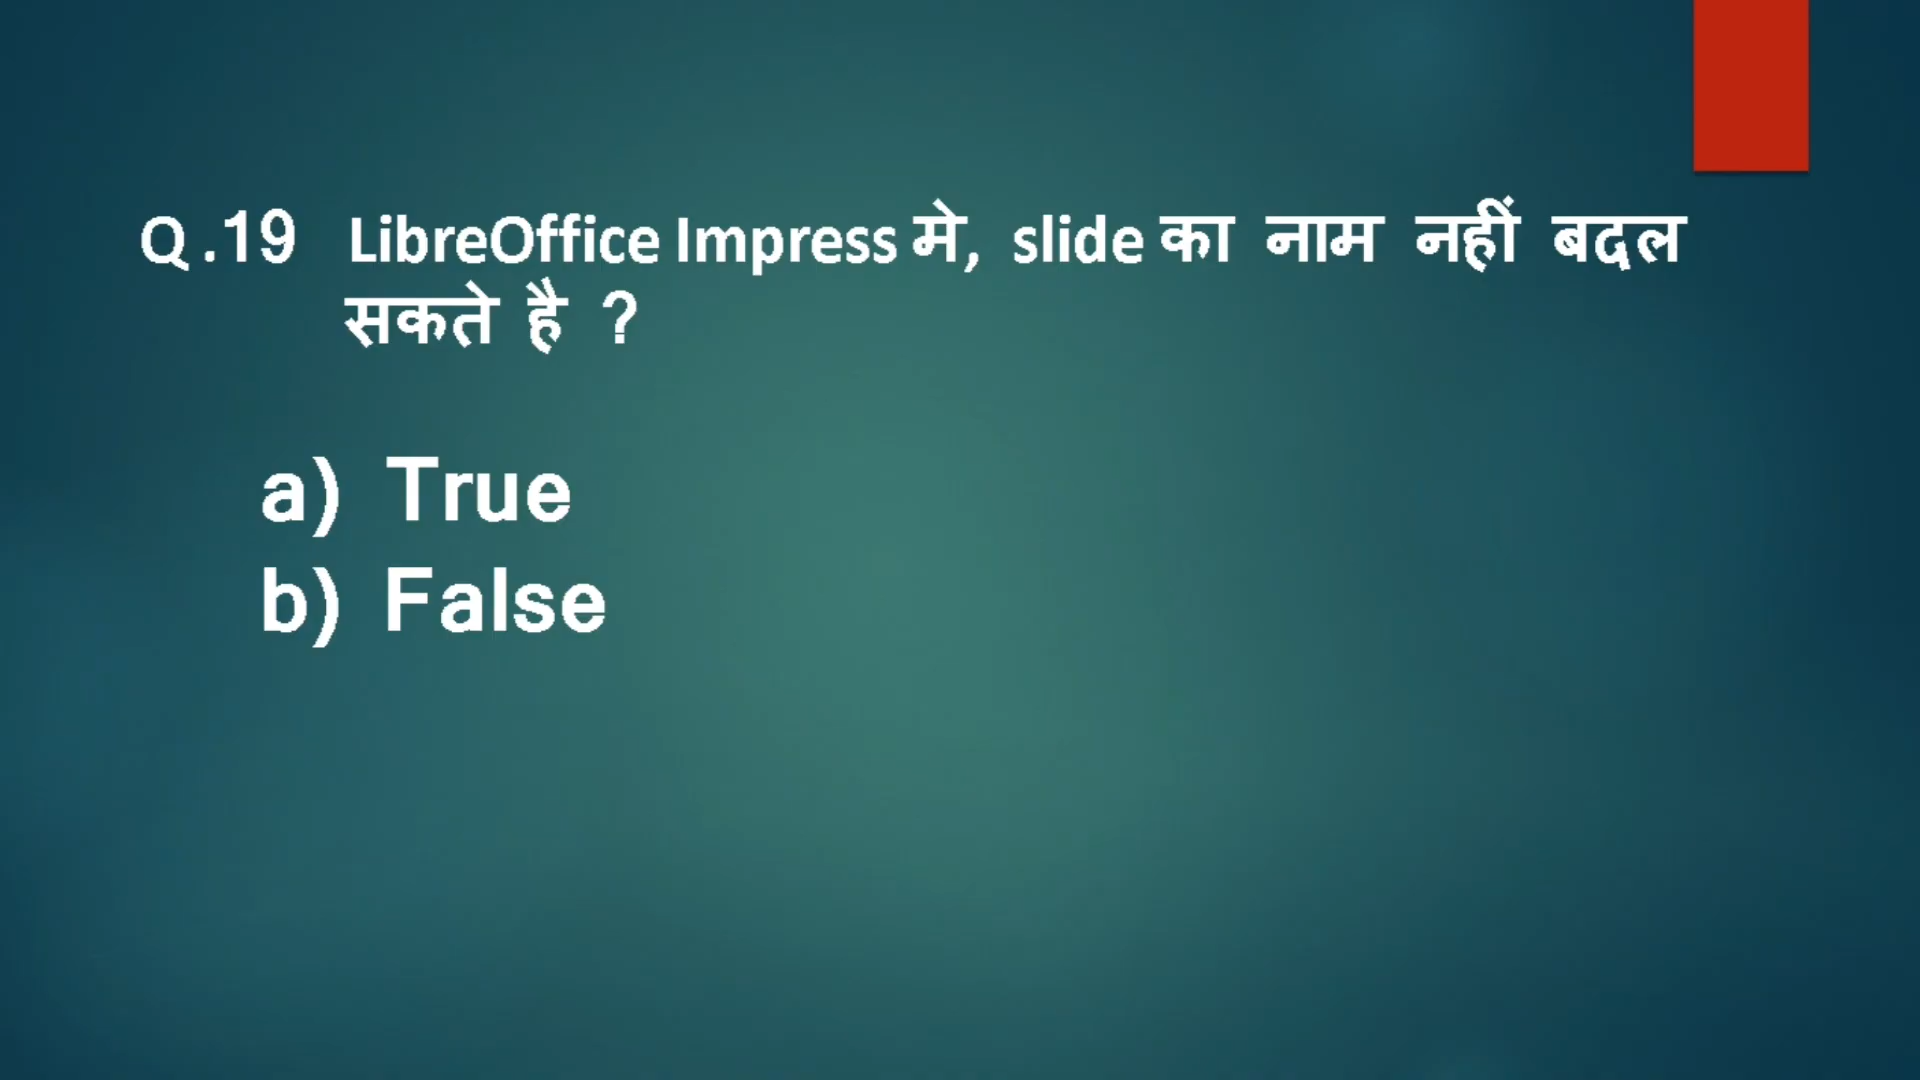 Q.19 LibreOffice Impress मे, slide का नाम नहीं बदल
सकते है ?
a) True
b) False